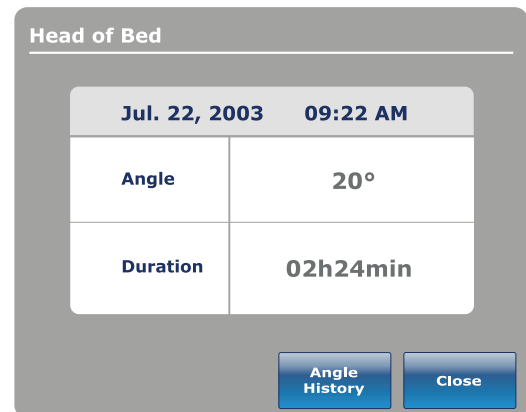 Head of Bed
Jul. 22, 2003 09:22 AM
Angle 20°
Duration 02h24min
Angle
History
Close